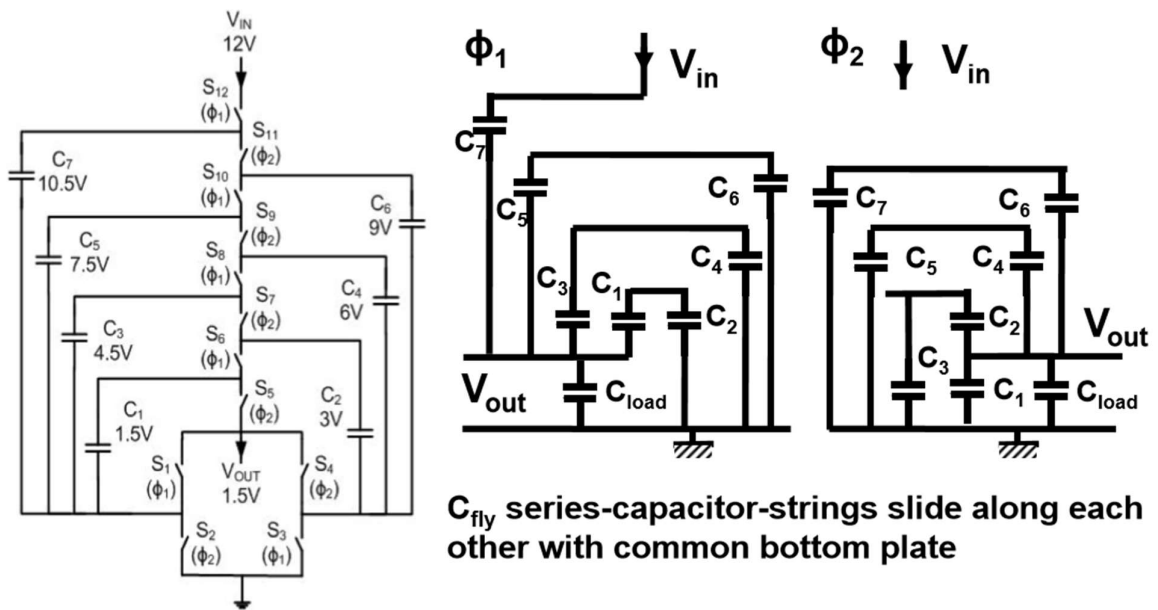 V_IN
12V
S12
(ϕ1)
S11
(ϕ2)
C7
10.5V
S10
(ϕ1)
C6
9V
S9
(ϕ2)
C5
7.5V
S8
(ϕ1)
C4
6V
S7
(ϕ2)
C3
4.5V
S6
(ϕ1)
C2
3V
S5
(ϕ2)
C1
1.5V
S1
(ϕ1)
V_OUT
1.5V
S4
(ϕ2)
S2
(ϕ2)
S3
(ϕ1)
Φ1
V_in
C7
C5
C6
C3
C1
C4
C2
V_out
C_load
Φ2
V_in
C7
C6
C5
C4
C2
C3
V_out
C1
C_load
C_fly series-capacitor-strings slide along each
other with common bottom plate